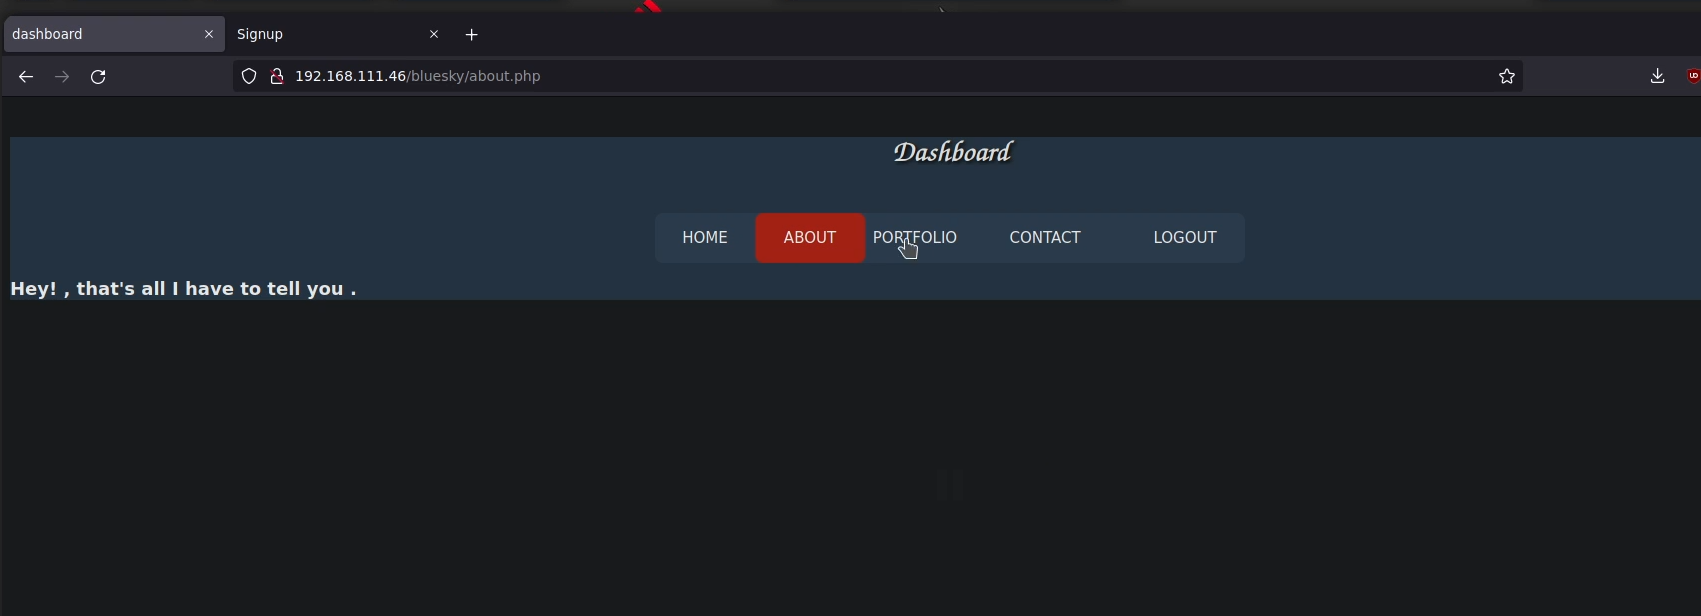 dashboard
Signup
192.168.111.46/bluesky/about.php
Dashboard
HOME ABOUT PORTFOLIO CONTACT LOGOUT
Hey! , that's all I have to tell you .